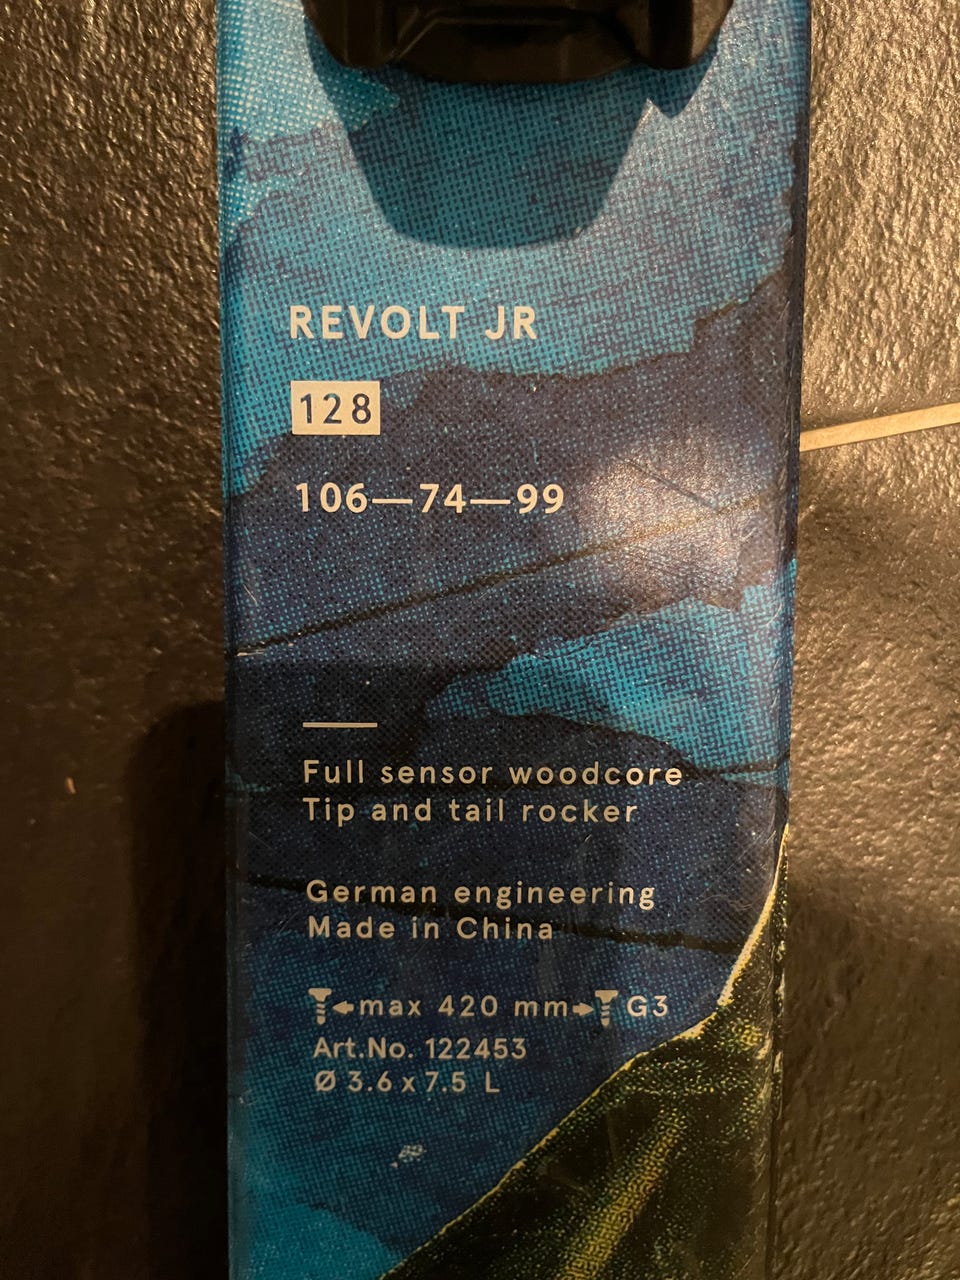 REVOLT JR
128
106—74—99
Full sensor woodcore
Tip and tail rocker
German engineering
Made in China
max 420 mm G3
Art.No. 122453
Ø 3.6 x 7.5 L